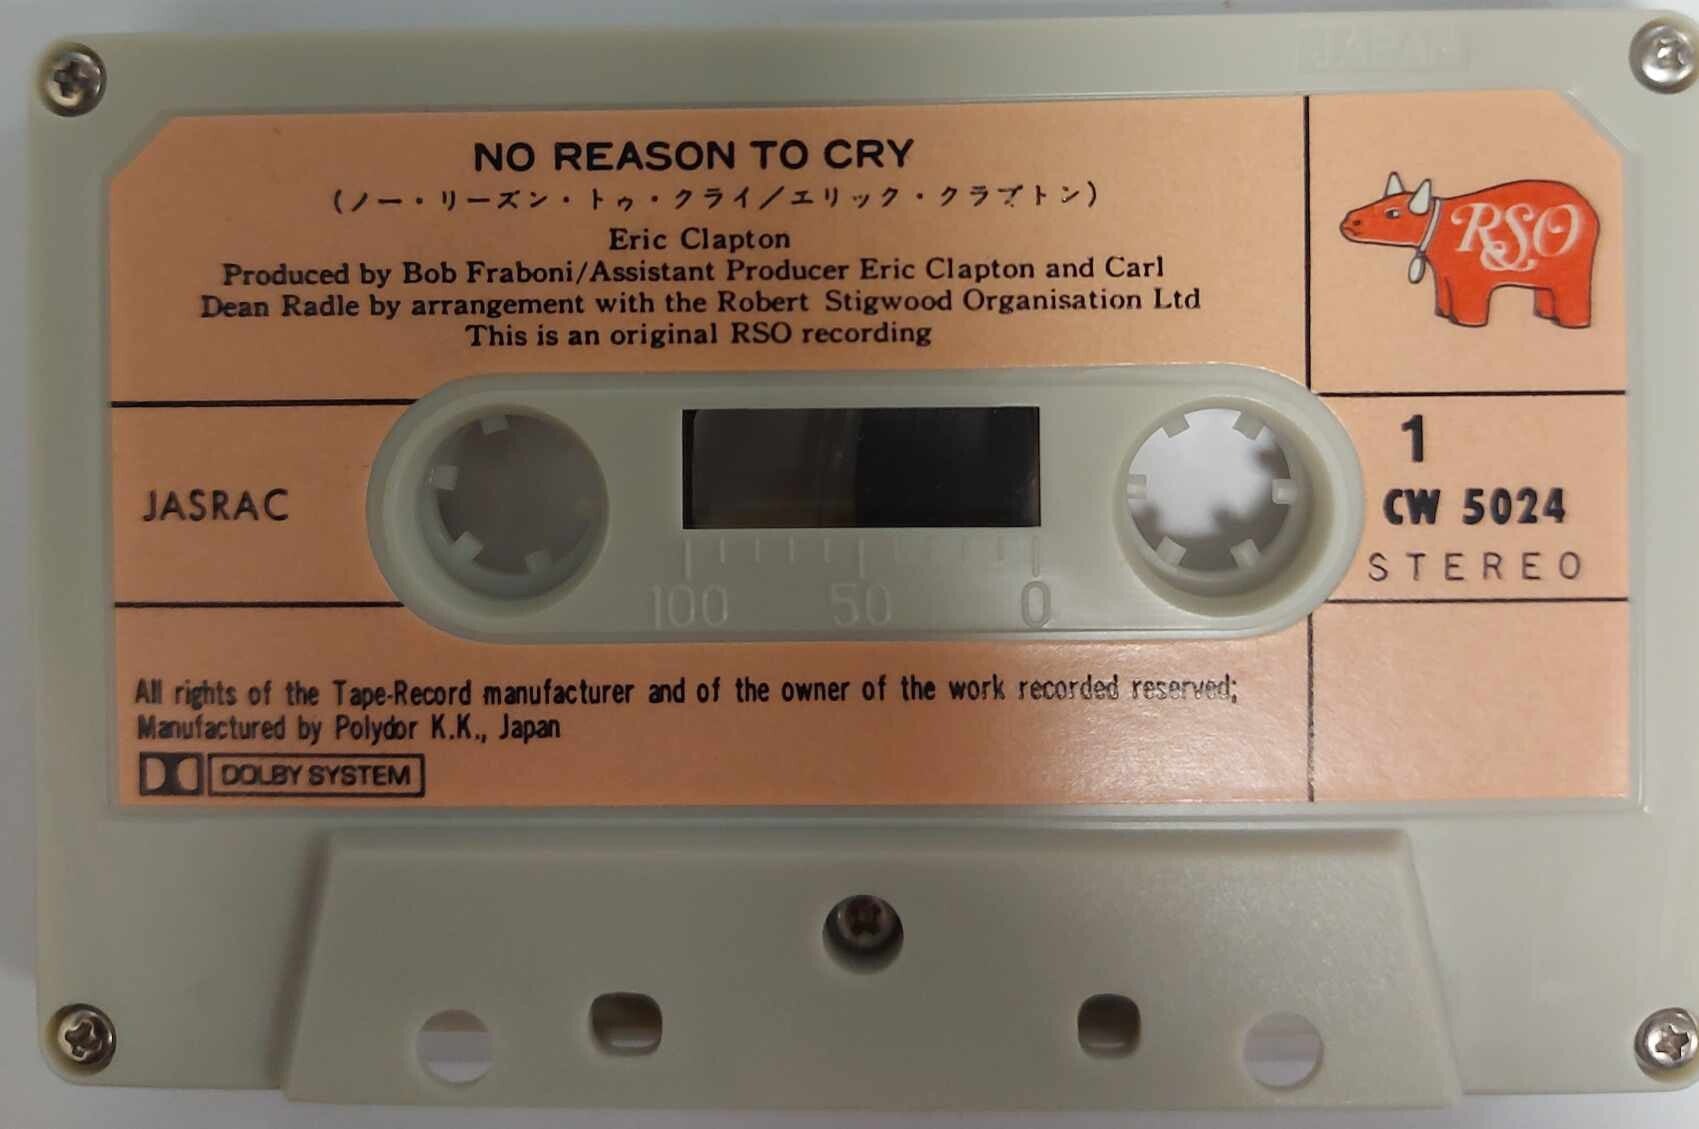 JAPAN
NO REASON TO CRY
(ノー・リーズン・トゥ・クライ/エリック・クラプトン)
Eric Clapton
Produced by Bob Fraboni/Assistant Producer Eric Clapton and Carl
Dean Radle by arrangement with the Robert Stigwood Organisation Ltd
This is an original RSO recording
RSO
JASRAC
1
CW 5024
STEREO
100 50 0
All rights of the Tape-Record manufacturer and of the owner of the work recorded reserved;
Manufactured by Polydor K.K., Japan
DOLBY SYSTEM